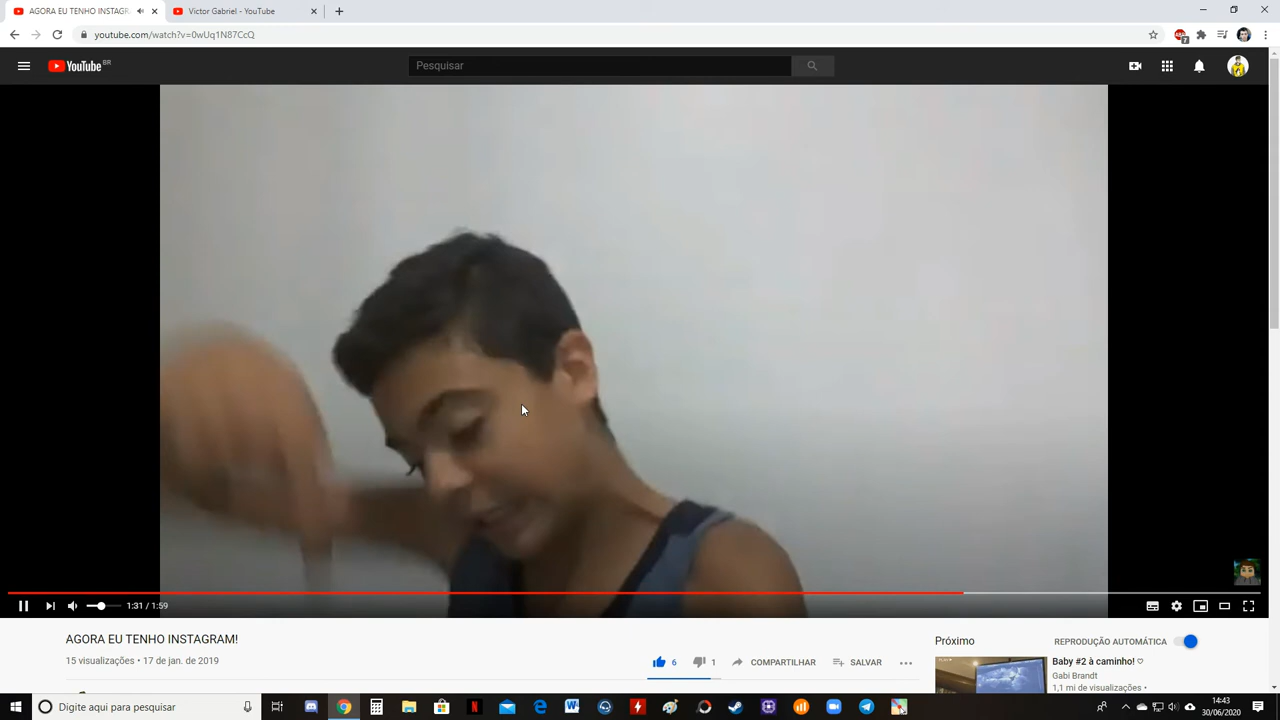 AGORA EU TENHO INSTAGR
Victor Gabriel - YouTube
youtube.com/watch?v=0wUq1N87CcQ
7
YouTube BR
Pesquisar
1:31 / 1:59
AGORA EU TENHO INSTAGRAM!
15 visualizações • 17 de jan. de 2019
6
1
COMPARTILHAR
SALVAR
Próximo
REPRODUÇÃO AUTOMÁTICA
Baby #2 à caminho! ♡
Gabi Brandt
1,1 mi de visualizações •
Digite aqui para pesquisar
14:43
30/06/2020